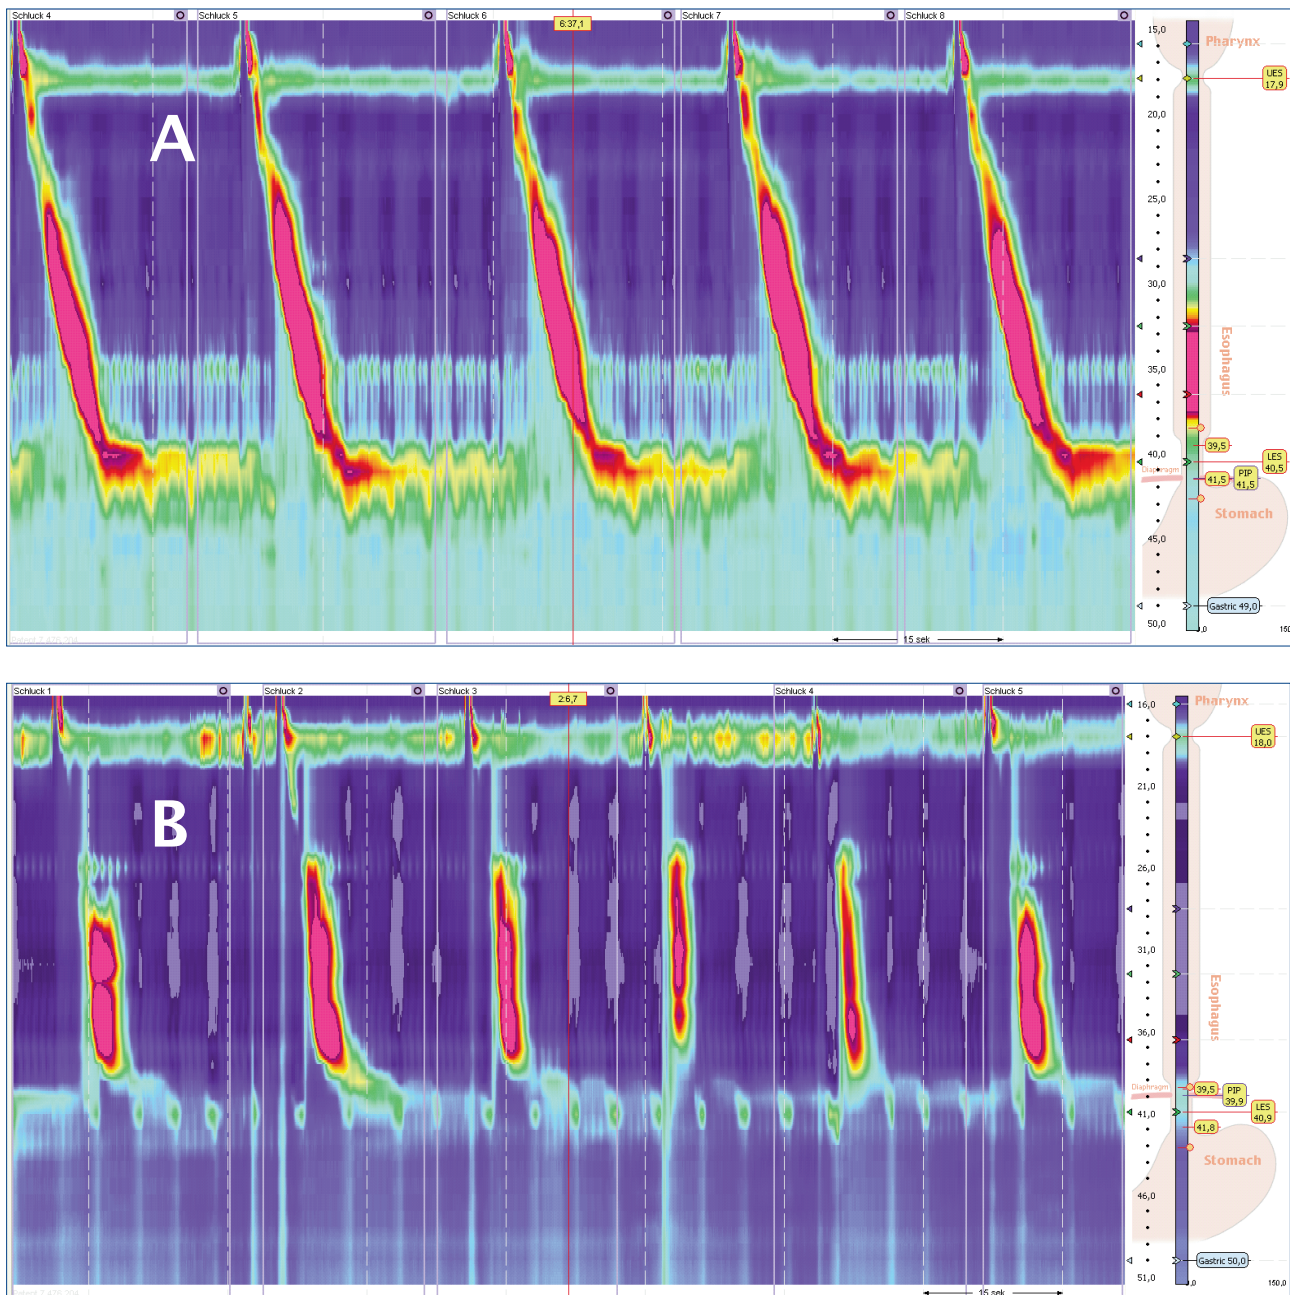 Schluck 4
Schluck 5
Schluck 6
6:37,1
Schluck 7
Schluck 8
A
15,0
20,0
25,0
30,0
35,0
40,0
45,0
50,0
Pharynx
UES
17,9
Esophagus
39,5
LES
40,5
Diaphragm
41,5
PIP
41,5
Stomach
Gastric 49,0
15 sek
Schluck 1
Schluck 2
Schluck 3
2:6,7
Schluck 4
Schluck 5
B
16,0
21,0
26,0
31,0
36,0
41,0
46,0
51,0
Pharynx
UES
18,0
Esophagus
Diaphragm
39,5
PIP
39,9
LES
40,9
41,8
Stomach
Gastric 50,0
150,0
15 sek